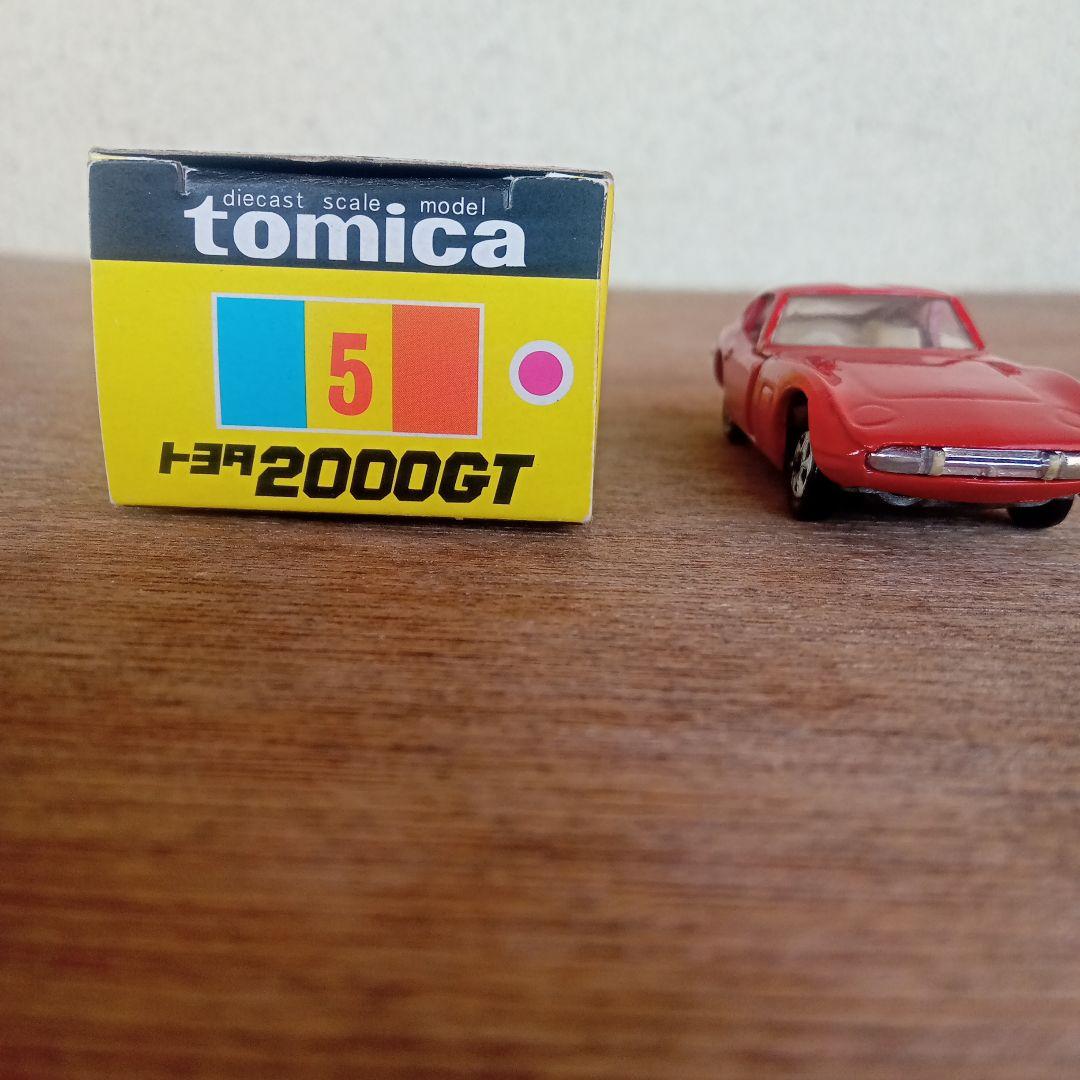 diecast scale model
tomica
5
トヨタ2000GT